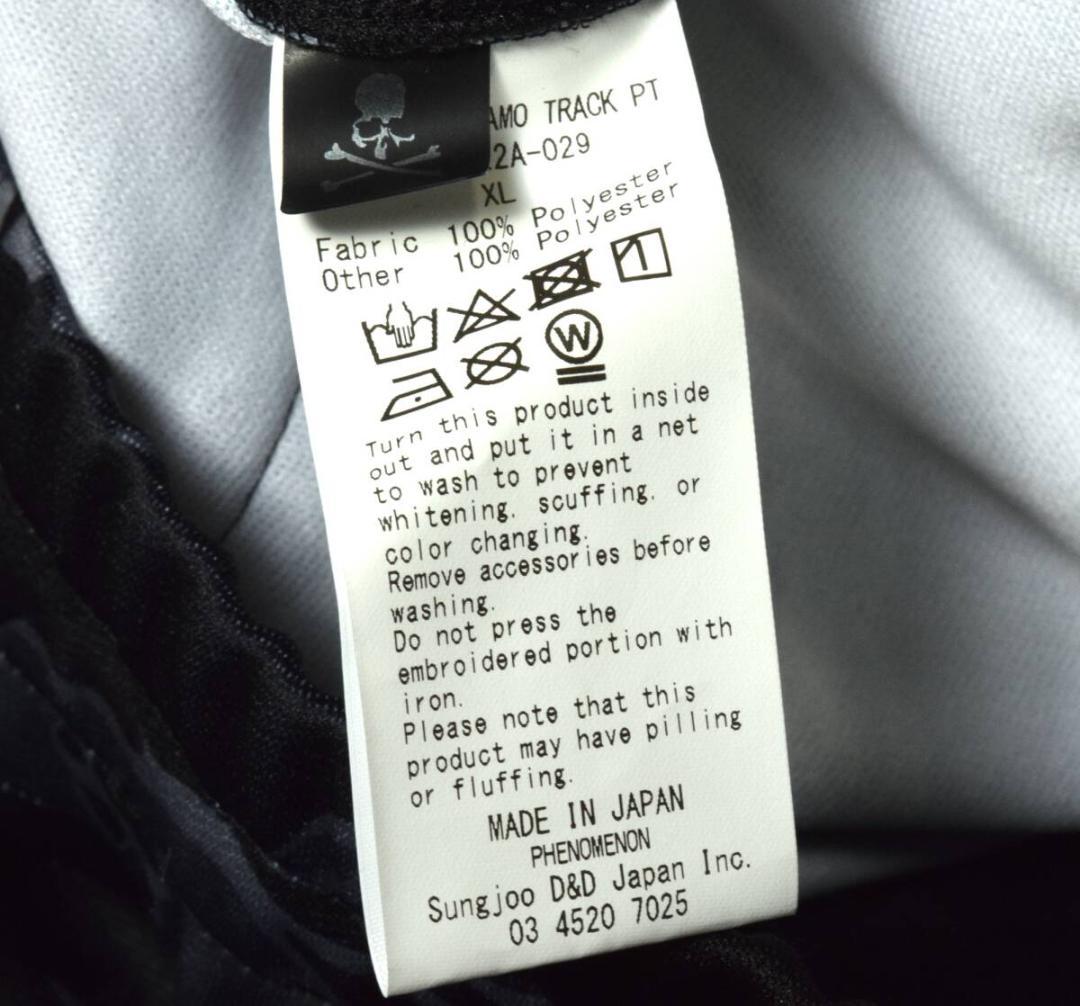 TRACK PT
2A-029
XL
Fabric 100% Polyester
Other 100% Polyester
W
Turn this product inside
out and put it in a net
to wash to prevent
whitening, scuffing, or
color changing.
Remove accessories before
washing.
Do not press the
embroidered portion with
iron.
Please note that this
product may have pilling
or fluffing.
MADE IN JAPAN
PHENOMENON
Sungjoo D&D Japan Inc.
03 4520 7025